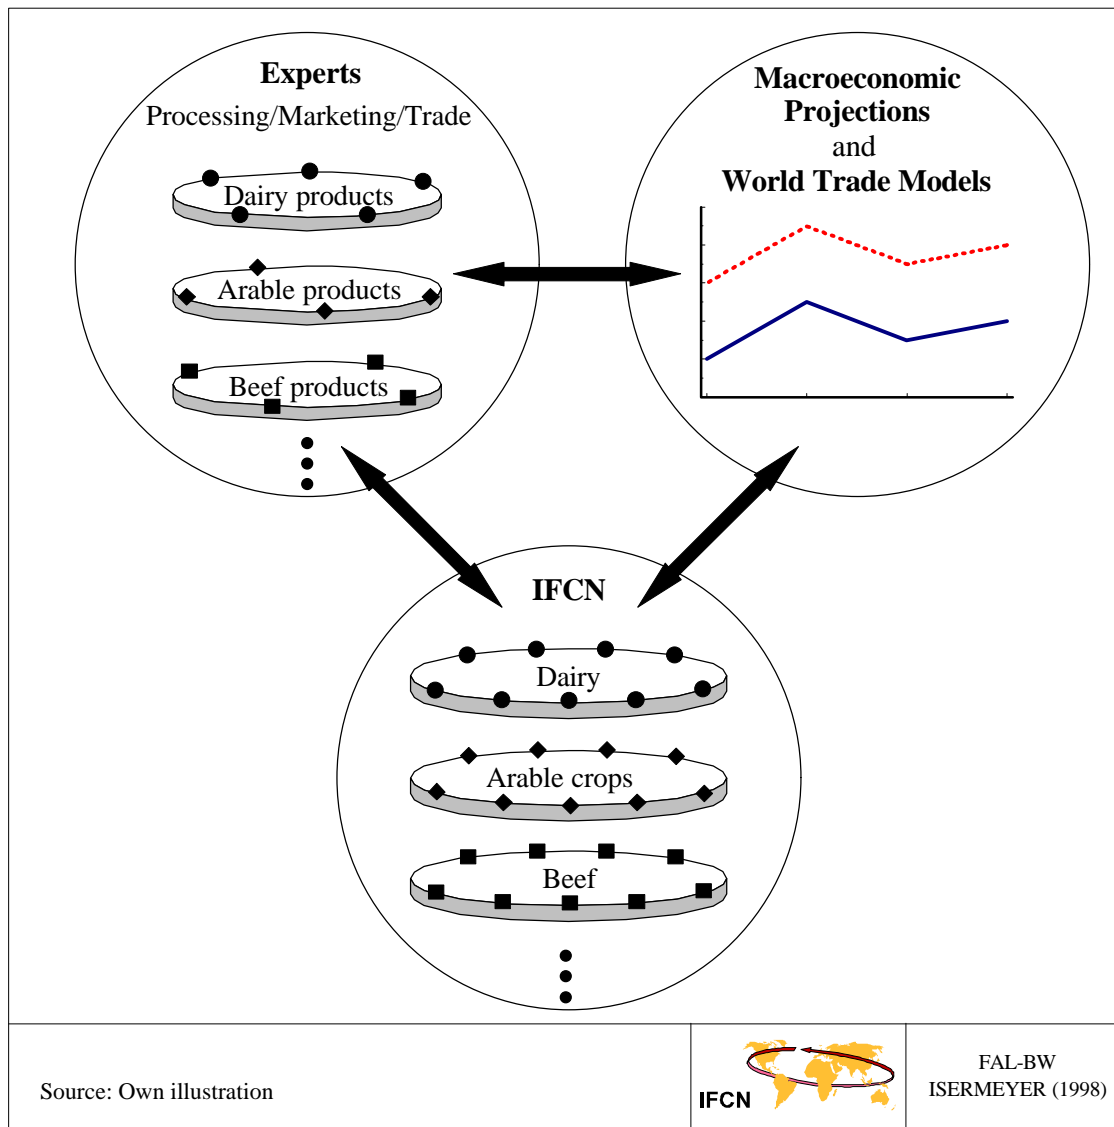 Experts
Processing/Marketing/Trade
Dairy products
Arable products
Beef products
Macroeconomic
Projections
and
World Trade Models
IFCN
Dairy
Arable crops
Beef
Source: Own illustration
IFCN
FAL-BW
ISERMEYER (1998)